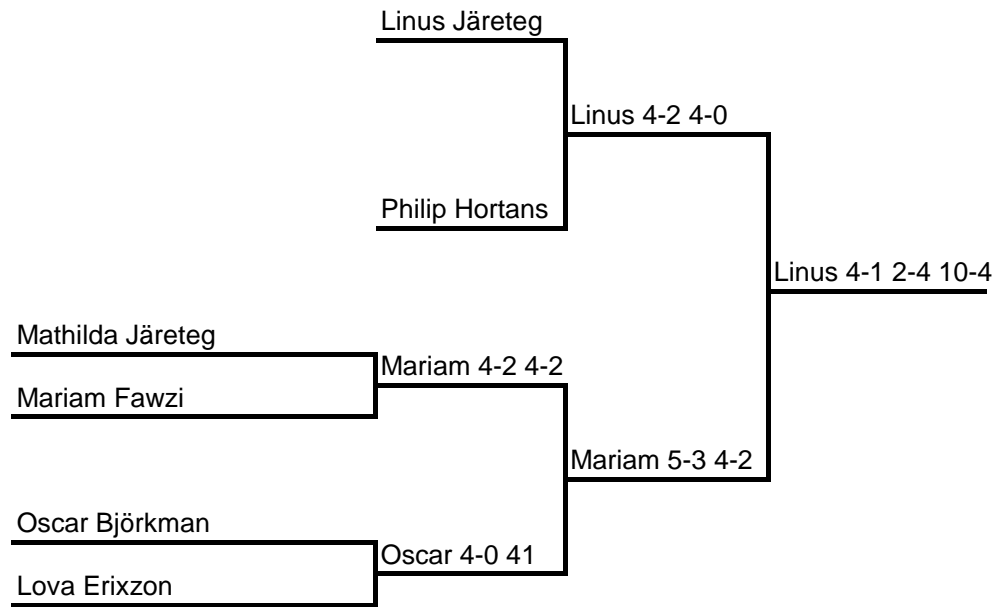 Linus Järeteg
Linus 4-2 4-0
Philip Hortans
Linus 4-1 2-4 10-4
Mathilda Järeteg
Mariam 4-2 4-2
Mariam Fawzi
Mariam 5-3 4-2
Oscar Björkman
Oscar 4-0 41
Lova Erixzon